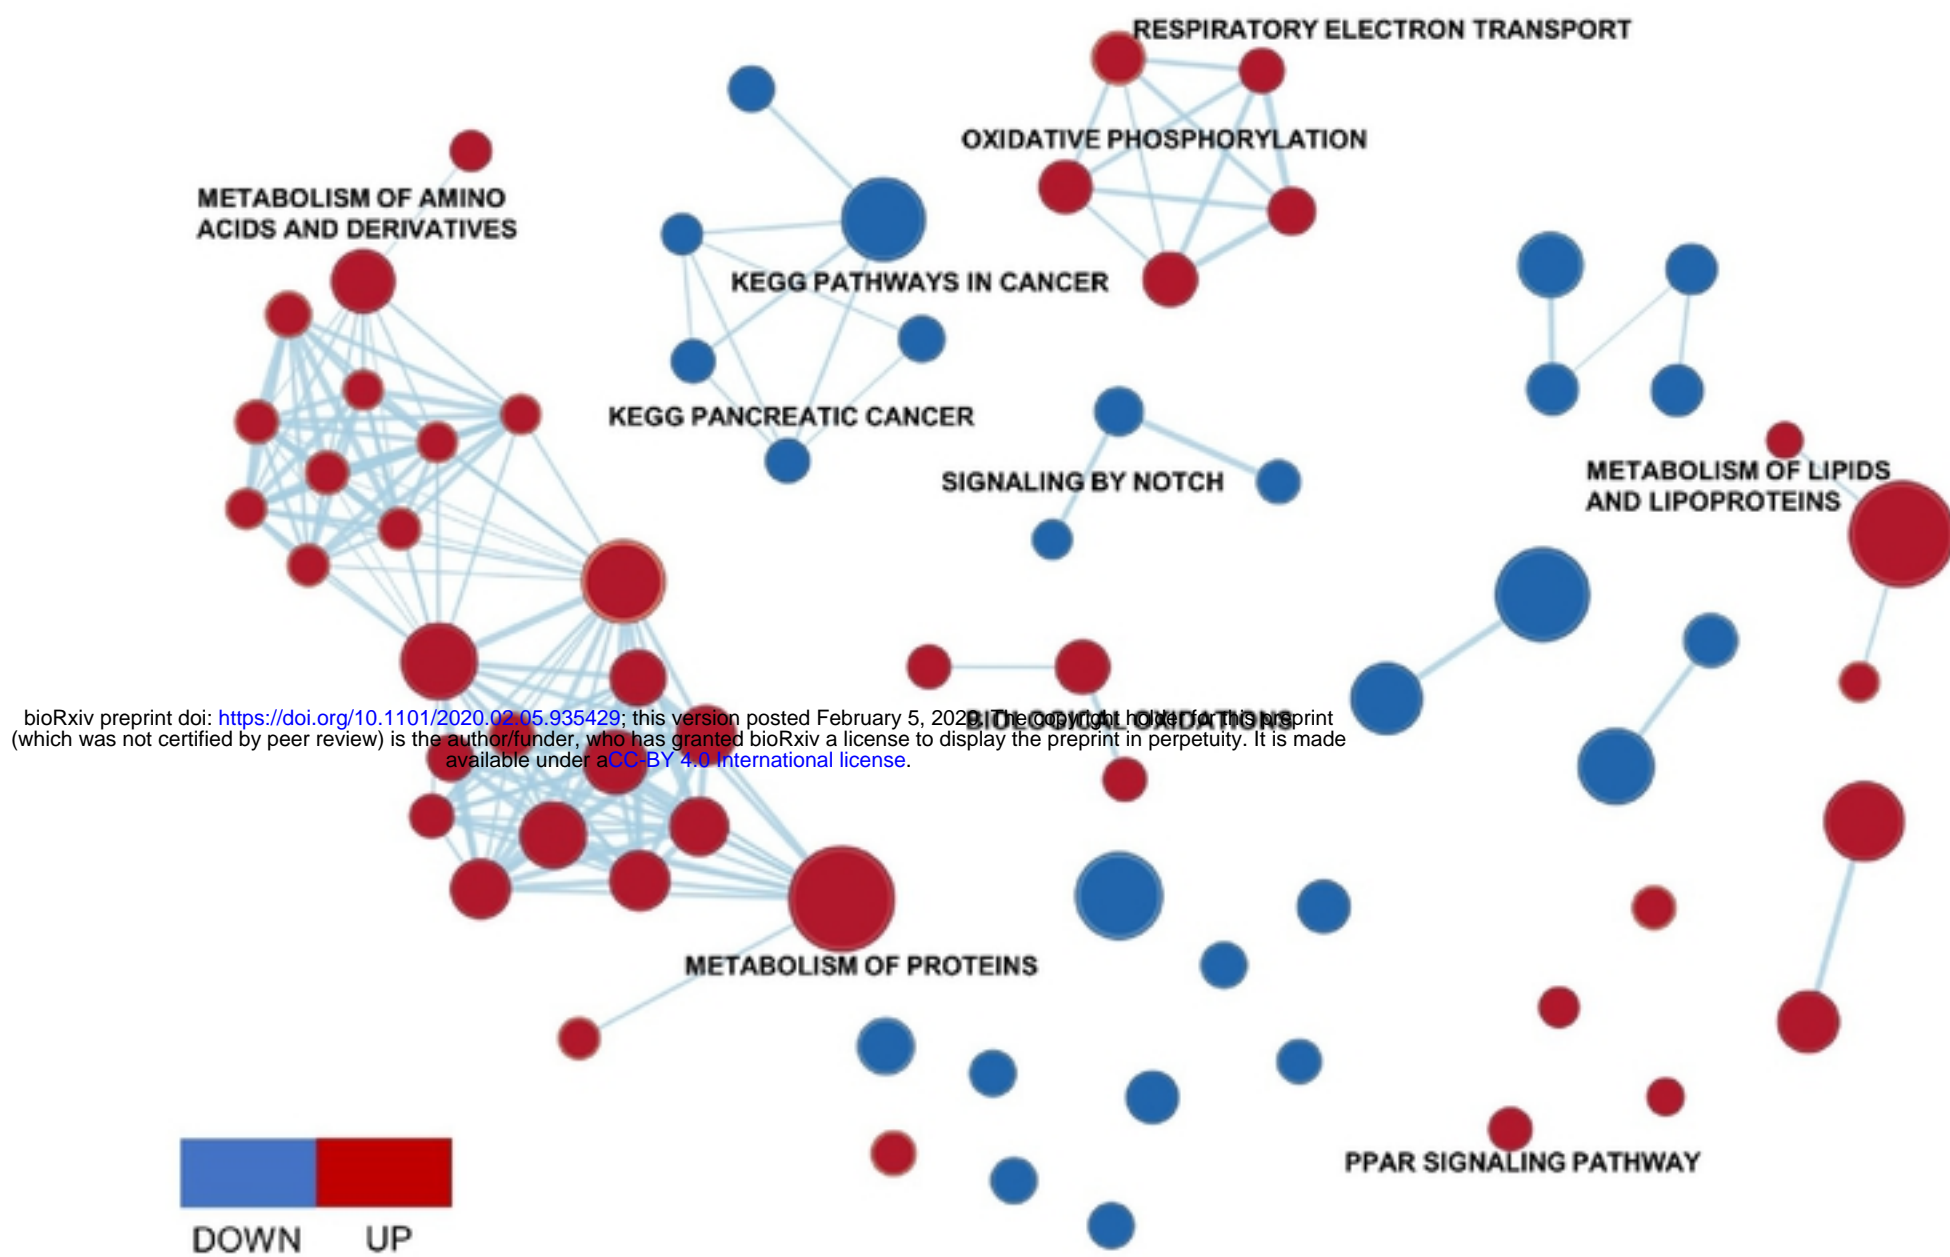 RESPIRATORY ELECTRON TRANSPORT
OXIDATIVE PHOSPHORYLATION
METABOLISM OF AMINO
ACIDS AND DERIVATIVES
KEGG PATHWAYS IN CANCER
KEGG PANCREATIC CANCER
SIGNALING BY NOTCH
METABOLISM OF LIPIDS
AND LIPOPROTEINS
bioRxiv preprint doi: https://doi.org/10.1101/2020.02.05.935429; this version posted February 5, 2020. The copyright holder for this preprint
BIOLOGICAL OXIDATIONS
(which was not certified by peer review) is the author/funder, who has granted bioRxiv a license to display the preprint in perpetuity. It is made
available under aCC-BY 4.0 International license.
METABOLISM OF PROTEINS
PPAR SIGNALING PATHWAY
DOWN UP